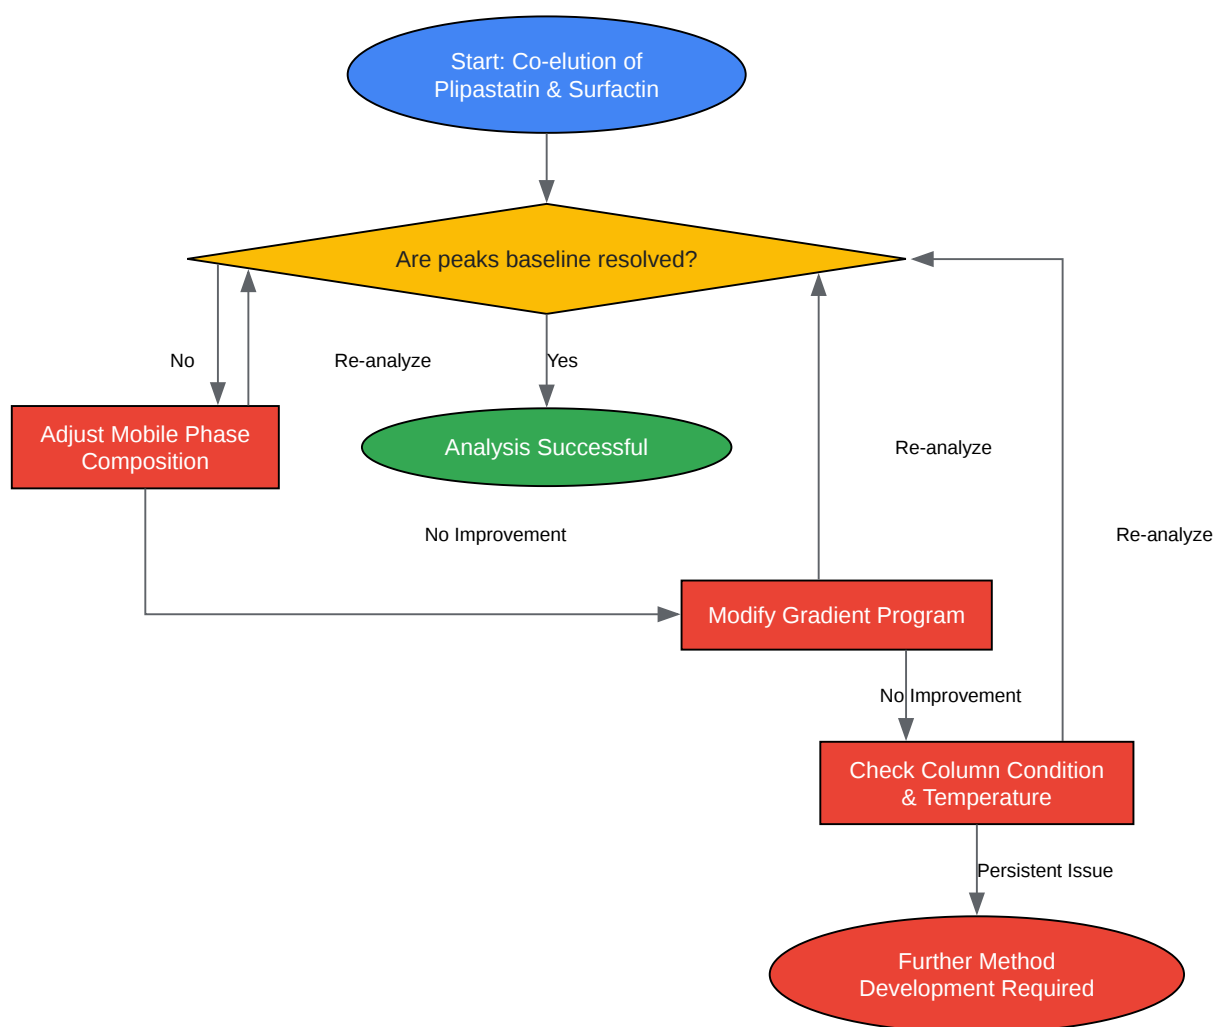 Start: Co-elution of
Plipastatin & Surfactin
Are peaks baseline resolved?
No
Re-analyze
Yes
Adjust Mobile Phase
Composition
Analysis Successful
Re-analyze
No Improvement
Re-analyze
Modify Gradient Program
No Improvement
Check Column Condition
& Temperature
Persistent Issue
Further Method
Development Required